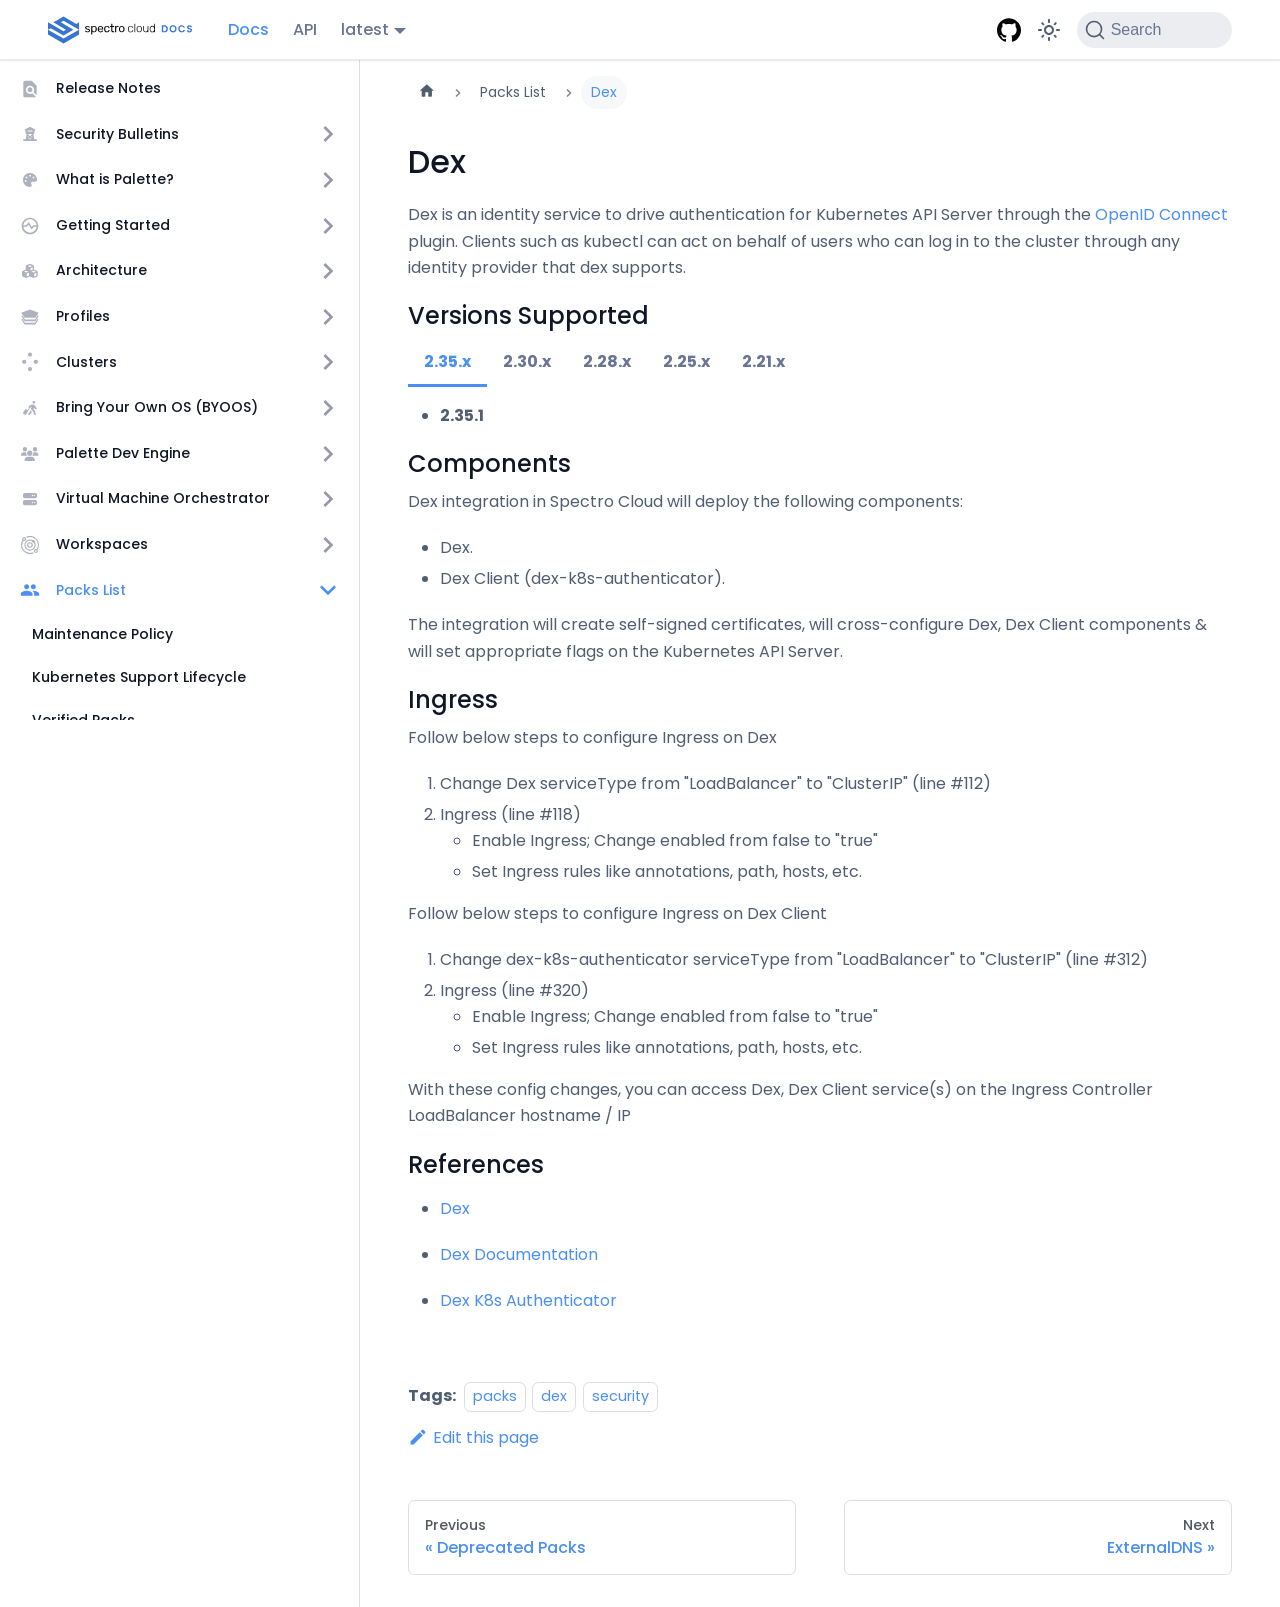 spectro cloud DOCS
Docs
API
latest
Search
Release Notes
Security Bulletins
What is Palette?
Getting Started
Architecture
Profiles
Clusters
Bring Your Own OS (BYOOS)
Palette Dev Engine
Virtual Machine Orchestrator
Workspaces
Packs List
Maintenance Policy
Kubernetes Support Lifecycle
Verified Packs
Packs List
Dex
Dex
Dex is an identity service to drive authentication for Kubernetes API Server through the OpenID Connect
plugin. Clients such as kubectl can act on behalf of users who can log in to the cluster through any
identity provider that dex supports.
Versions Supported
2.35.x
2.30.x
2.28.x
2.25.x
2.21.x
• 2.35.1
Components
Dex integration in Spectro Cloud will deploy the following components:
• Dex.
• Dex Client (dex-k8s-authenticator).
The integration will create self-signed certificates, will cross-configure Dex, Dex Client components &
will set appropriate flags on the Kubernetes API Server.
Ingress
Follow below steps to configure Ingress on Dex
1. Change Dex serviceType from "LoadBalancer" to "ClusterIP" (line #112)
2. Ingress (line #118)
◦ Enable Ingress; Change enabled from false to "true"
◦ Set Ingress rules like annotations, path, hosts, etc.
Follow below steps to configure Ingress on Dex Client
1. Change dex-k8s-authenticator serviceType from "LoadBalancer" to "ClusterIP" (line #312)
2. Ingress (line #320)
◦ Enable Ingress; Change enabled from false to "true"
◦ Set Ingress rules like annotations, path, hosts, etc.
With these config changes, you can access Dex, Dex Client service(s) on the Ingress Controller
LoadBalancer hostname / IP
References
• Dex
• Dex Documentation
• Dex K8s Authenticator
Tags: packs dex security
Edit this page
Previous
« Deprecated Packs
Next
ExternalDNS »